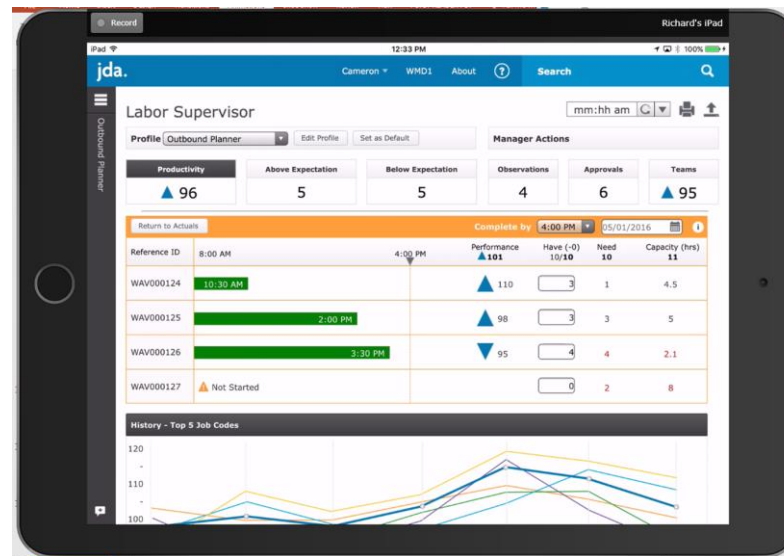 Record Richard's iPad
iPad 12:33 PM 100%
jda. Cameron WMD1 About ? Search
Outbound Planner
Labor Supervisor mm:hh am
Profile Outbound Planner Edit Profile Set as Default Manager Actions
Productivity Above Expectation Below Expectation Observations Approvals Teams
96 5 5 4 6 95
Return to Actuals Complete by 4:00 PM 05/01/2016
Reference ID 8:00 AM 4:00 PM Performance Have (-0) Need Capacity (hrs)
101 10/10 10 11
WAV000124 10:30 AM 110 3 1 4.5
WAV000125 2:00 PM 98 3 3 5
WAV000126 3:30 PM 95 4 4 2.1
WAV000127 Not Started 0 2 8
History - Top 5 Job Codes
120
-
110
-
100